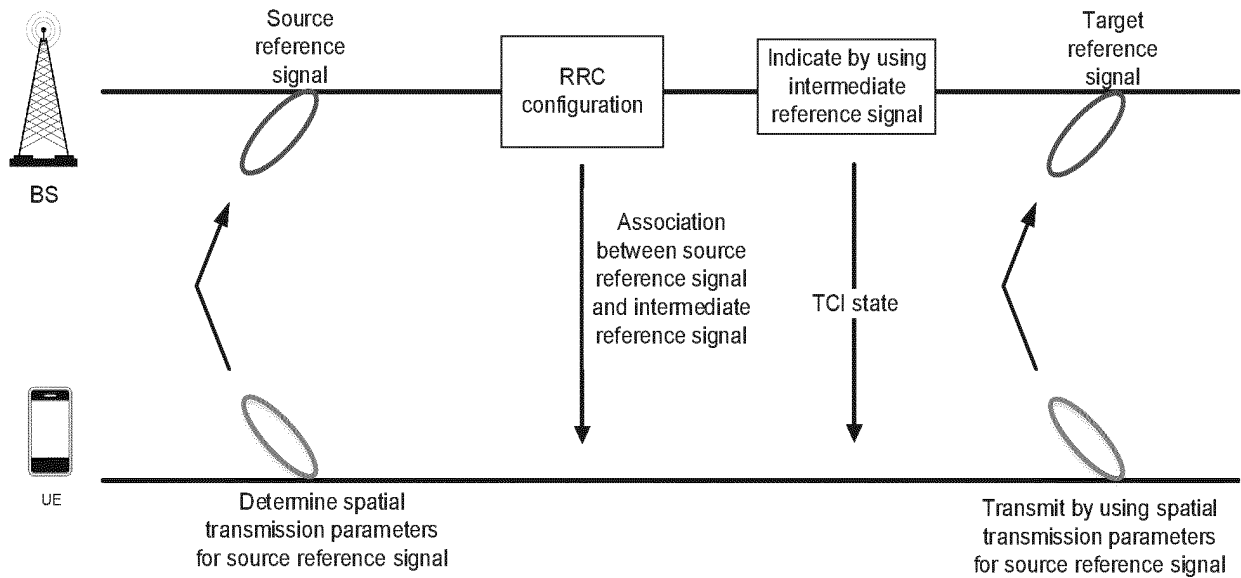 Source
reference
signal
RRC
configuration
Indicate by using
intermediate
reference signal
Target
reference
signal
BS
Association
between source
reference signal
and intermediate
reference signal
TCI state
UE
Determine spatial
transmission parameters
for source reference signal
Transmit by using spatial
transmission parameters
for source reference signal